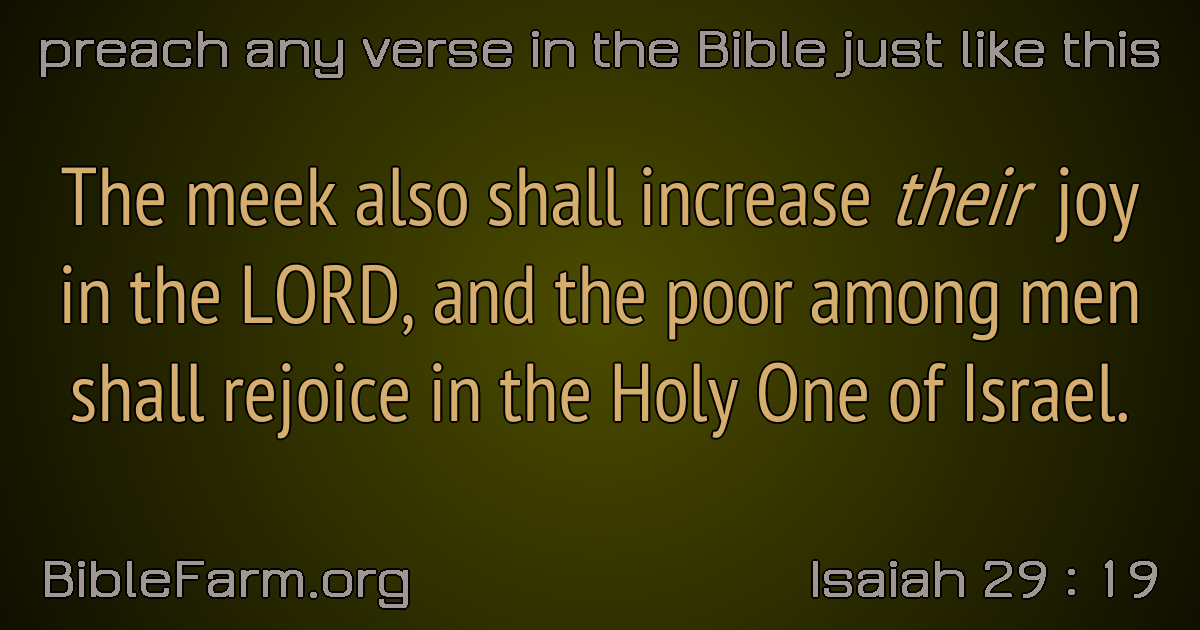 preach any verse in the Bible just like this
The meek also shall increase their joy
in the LORD, and the poor among men
shall rejoice in the Holy One of Israel.
BibleFarm.org
Isaiah 29 : 19